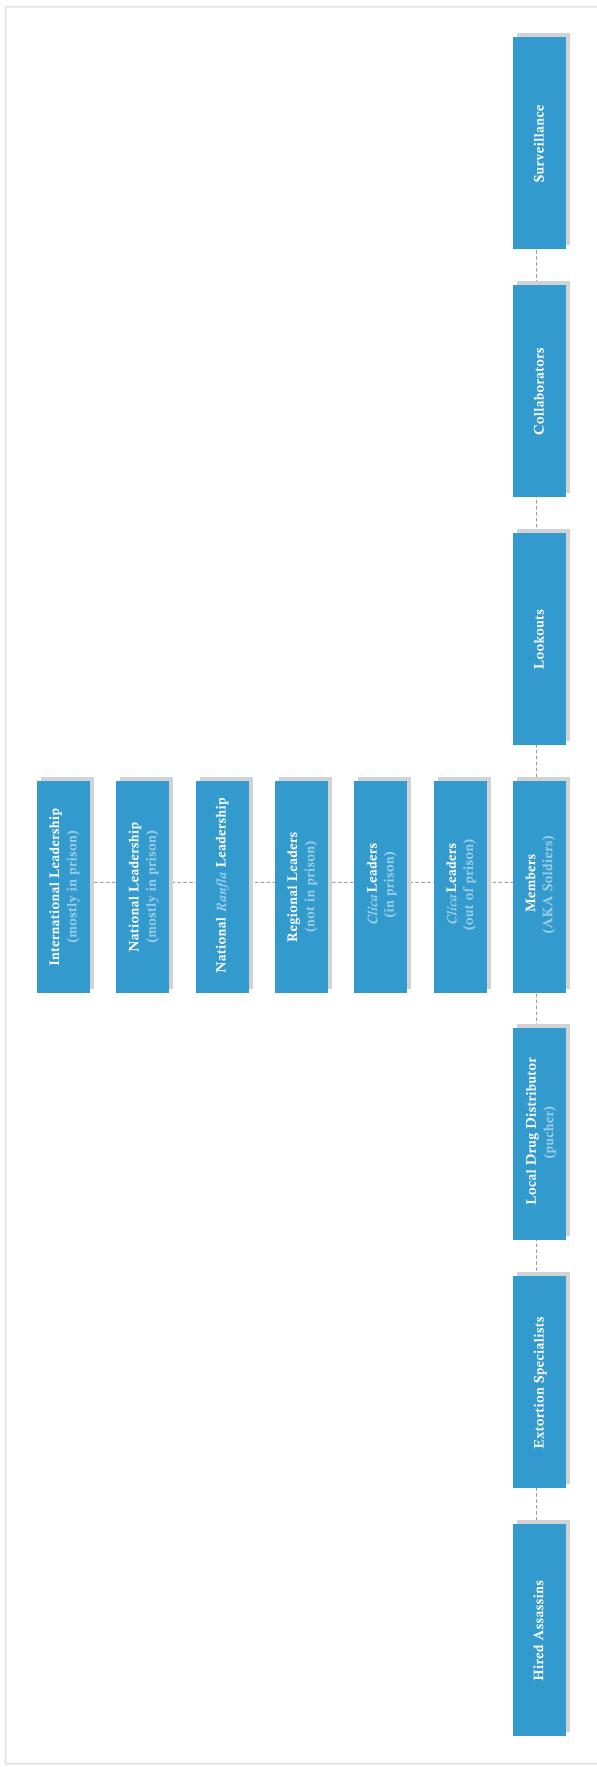 International Leadership
(mostly in prison)
National Leadership
(mostly in prison)
National Ranfla Leadership
Regional Leaders
(not in prison)
Clica Leaders
(in prison)
Clica Leaders
(out of prison)
Hired Assassins
Extortion Specialists
Local Drug Distributor
(pucher)
Members
(AKA Soldiers)
Lookouts
Collaborators
Surveillance